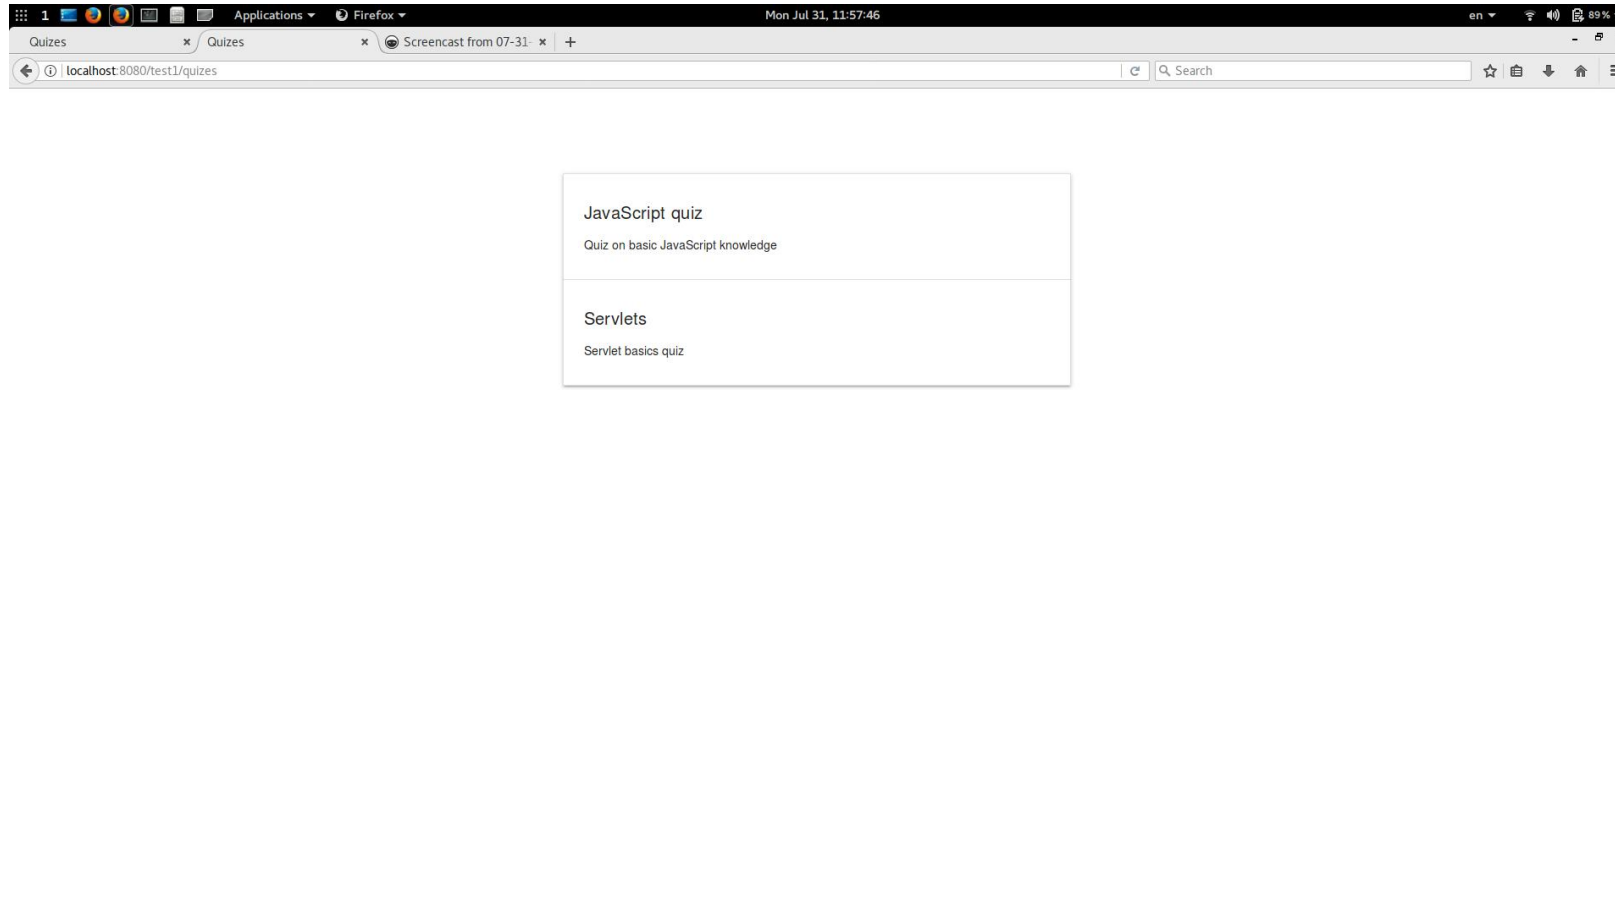 1 Applications Firefox Mon Jul 31, 11:57:46 en 89%
Quizes Quizes Screencast from 07-31-
localhost:8080/test1/quizes Search
JavaScript quiz
Quiz on basic JavaScript knowledge
Servlets
Servlet basics quiz